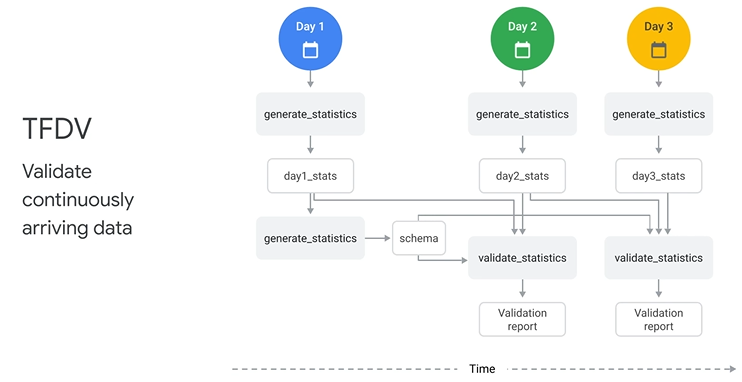 TFDV
Validate
continuously
arriving data
Day 1
Day 2
Day 3
generate_statistics
generate_statistics
generate_statistics
day1_stats
day2_stats
day3_stats
generate_statistics
schema
validate_statistics
validate_statistics
Validation
report
Validation
report
Time